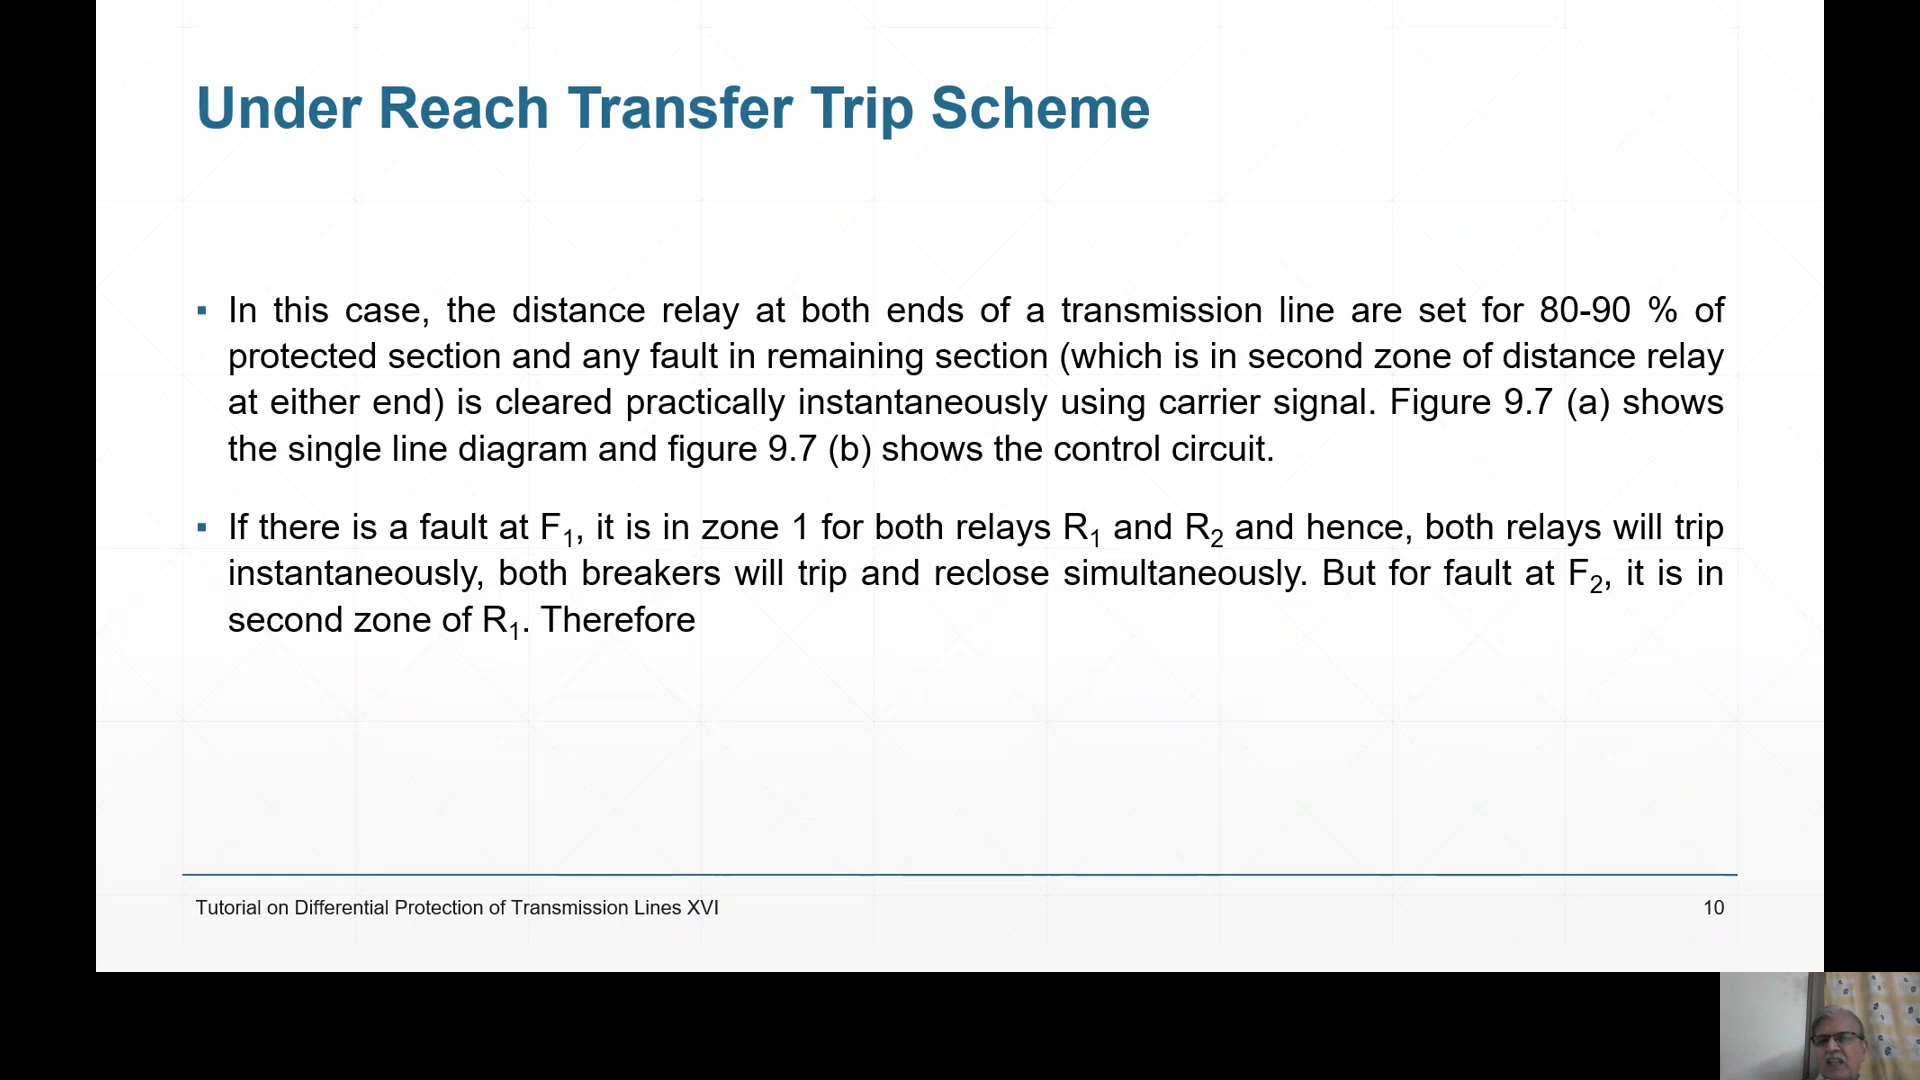 Under Reach Transfer Trip Scheme
▪ In this case, the distance relay at both ends of a transmission line are set for 80-90 % of
protected section and any fault in remaining section (which is in second zone of distance relay
at either end) is cleared practically instantaneously using carrier signal. Figure 9.7 (a) shows
the single line diagram and figure 9.7 (b) shows the control circuit.
▪ If there is a fault at F₁, it is in zone 1 for both relays R₁ and R₂ and hence, both relays will trip
instantaneously, both breakers will trip and reclose simultaneously. But for fault at F₂, it is in
second zone of R₁. Therefore
Tutorial on Differential Protection of Transmission Lines XVI
10